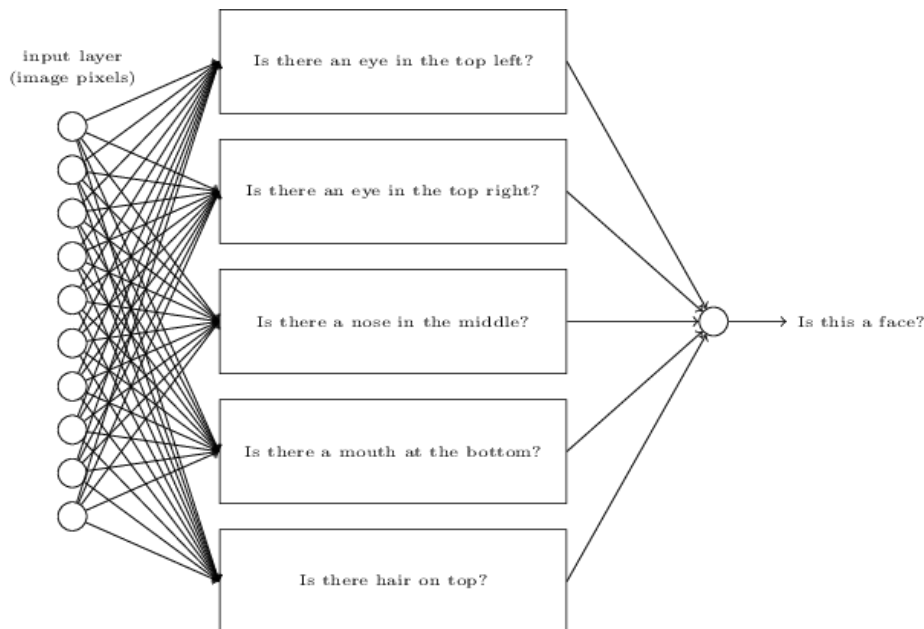 input layer
(image pixels)
Is there an eye in the top left?
Is there an eye in the top right?
Is there a nose in the middle?
Is this a face?
Is there a mouth at the bottom?
Is there hair on top?